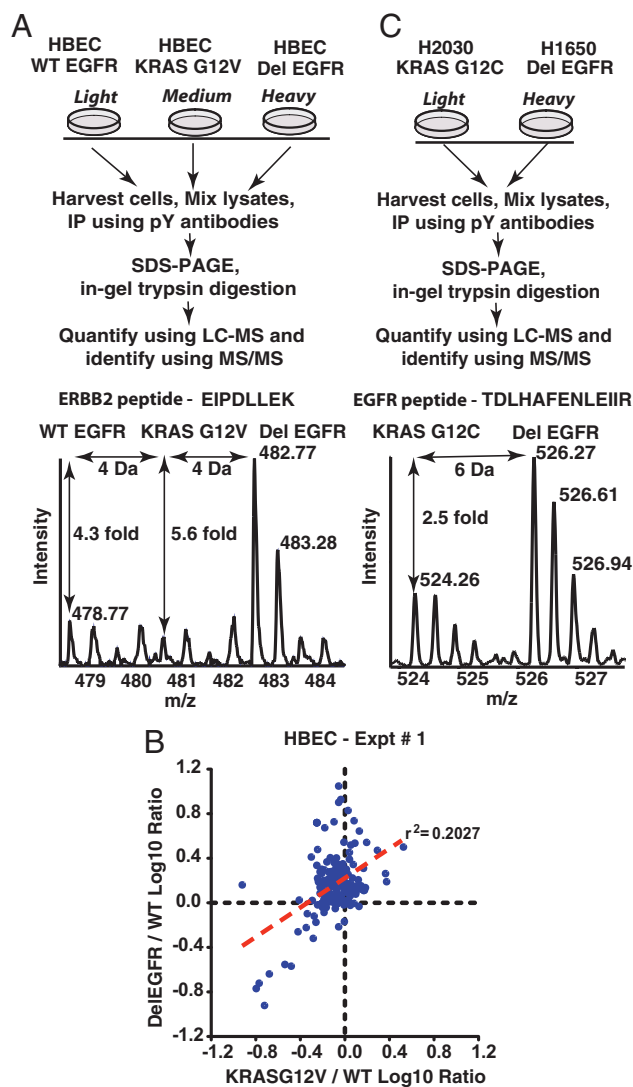 A
HBEC
WT EGFR
HBEC
KRAS G12V
HBEC
Del EGFR
Light
Medium
Heavy
Harvest cells, Mix lysates,
IP using pY antibodies
SDS-PAGE,
in-gel trypsin digestion
Quantify using LC-MS and
identify using MS/MS
ERBB2 peptide - EIPDLLEK
WT EGFR KRAS G12V Del EGFR
4 Da
4 Da
482.77
4.3 fold
5.6 fold
483.28
478.77
Intensity
479 480 481 482 483 484
m/z
C
H2030
KRAS G12C
H1650
Del EGFR
Light
Heavy
Harvest cells, Mix lysates,
IP using pY antibodies
SDS-PAGE,
in-gel trypsin digestion
Quantify using LC-MS and
identify using MS/MS
EGFR peptide - TDLHAFENLEIIR
KRAS G12C Del EGFR
6 Da
526.27
2.5 fold
526.61
526.94
524.26
Intensity
524 525 526 527
m/z
B
HBEC - Expt # 1
1.2
0.8
0.4
0.0
-0.4
-0.8
-1.2
r²= 0.2027
DelEGFR / WT Log10 Ratio
-1.2 -0.8 -0.4 0.0 0.4 0.8 1.2
KRASG12V / WT Log10 Ratio